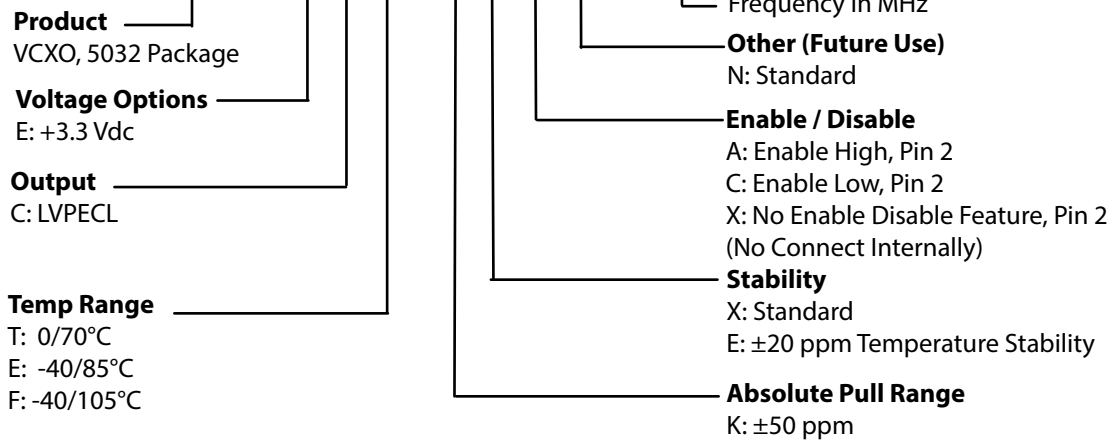 Product
VCXO, 5032 Package
Voltage Options
E: +3.3 Vdc
Output
C: LVPECL
Temp Range
T: 0/70°C
E: -40/85°C
F: -40/105°C
Frequency in MHz
Other (Future Use)
N: Standard
Enable / Disable
A: Enable High, Pin 2
C: Enable Low, Pin 2
X: No Enable Disable Feature, Pin 2
(No Connect Internally)
Stability
X: Standard
E: ±20 ppm Temperature Stability
Absolute Pull Range
K: ±50 ppm